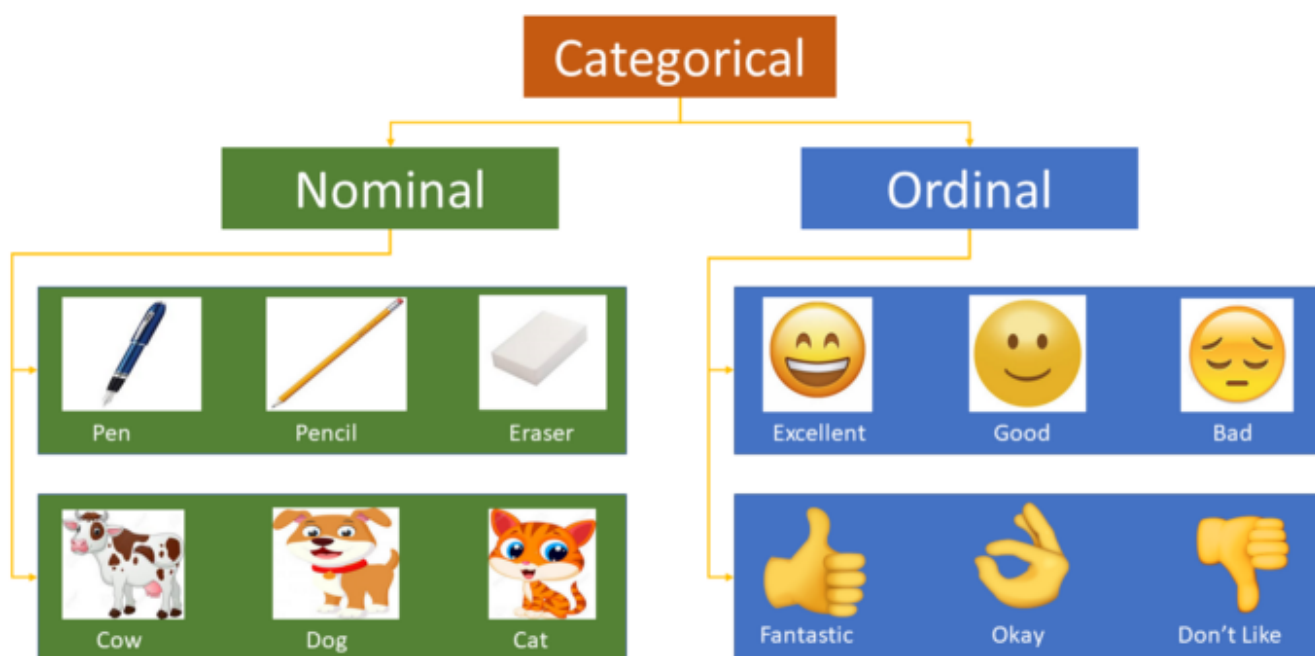 Categorical
Nominal
Ordinal
Pen
Pencil
Eraser
Excellent
Good
Bad
Cow
Dog
Cat
Fantastic
Okay
Don't Like